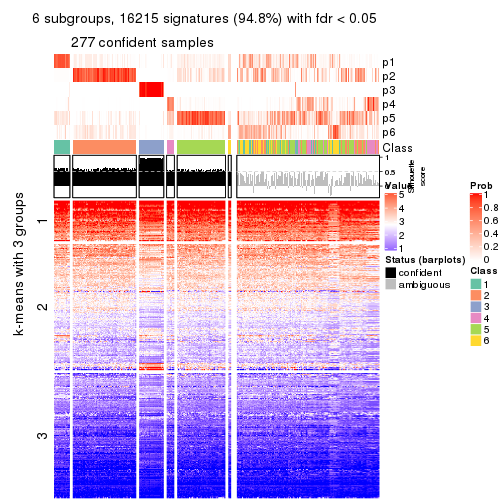 6 subgroups, 16215 signatures (94.8%) with fdr < 0.05
277 confident samples
p1
p2
p3
p4
p5
p6
Class
1
0.5
0
Silhouette
score
k-means with 3 groups
1
2
3
Value
5
4
3
2
1
Status (barplots)
confident
ambiguous
Prob
1
0.8
0.6
0.4
0.2
0
Class
1
2
3
4
5
6